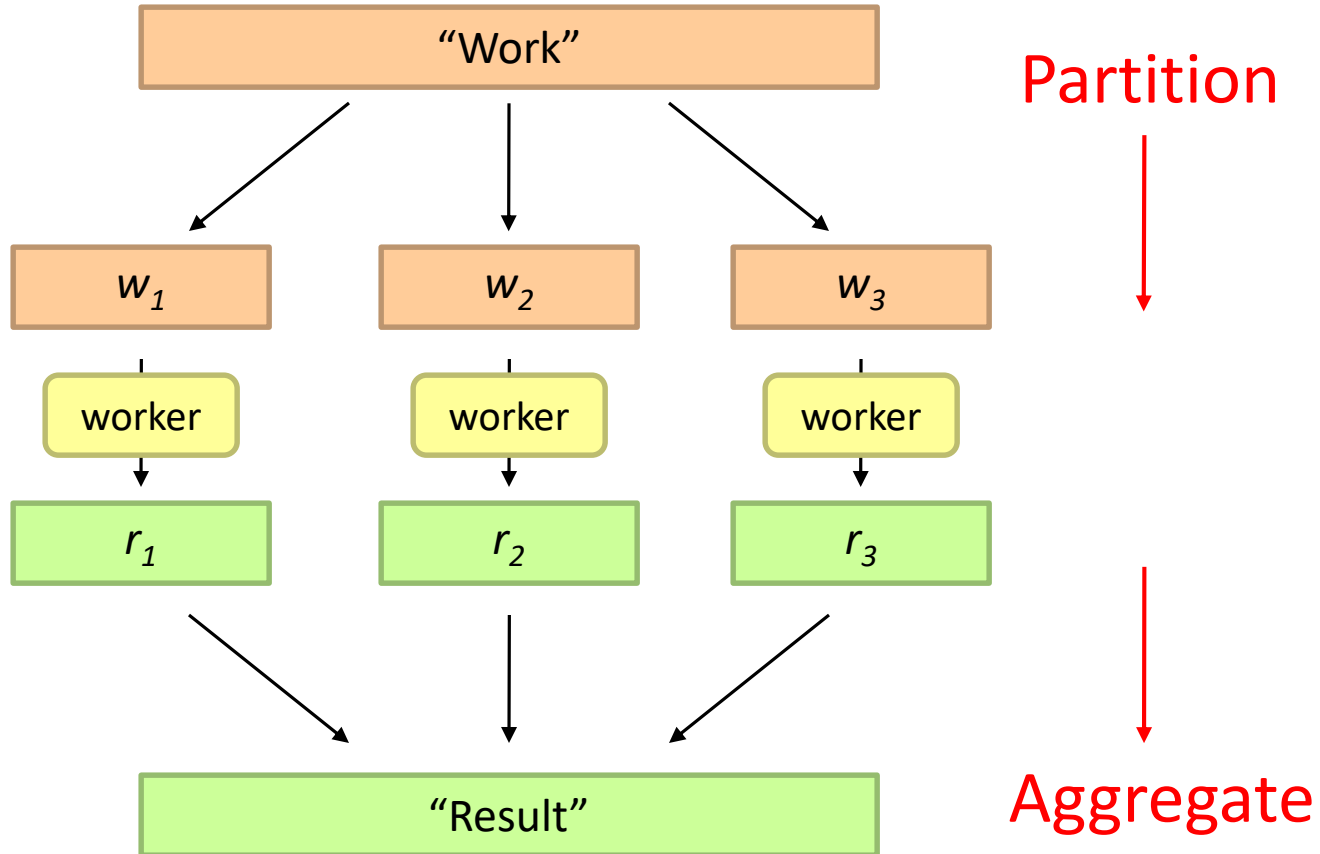 “Work”
Partition
w1 w2 w3
worker worker worker
r1 r2 r3
“Result”
Aggregate